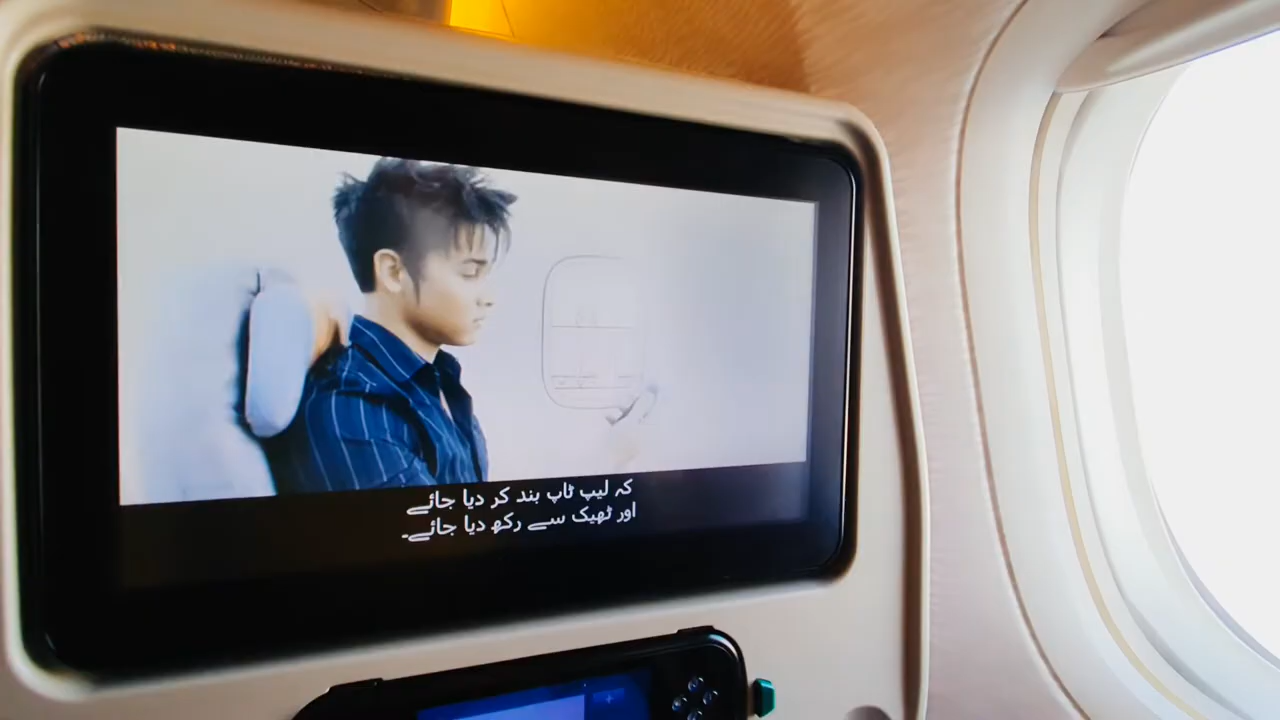 کہ لیپ ٹاپ بند کر دیا جائے
اور ٹھیک سے رکھ دیا جائے۔